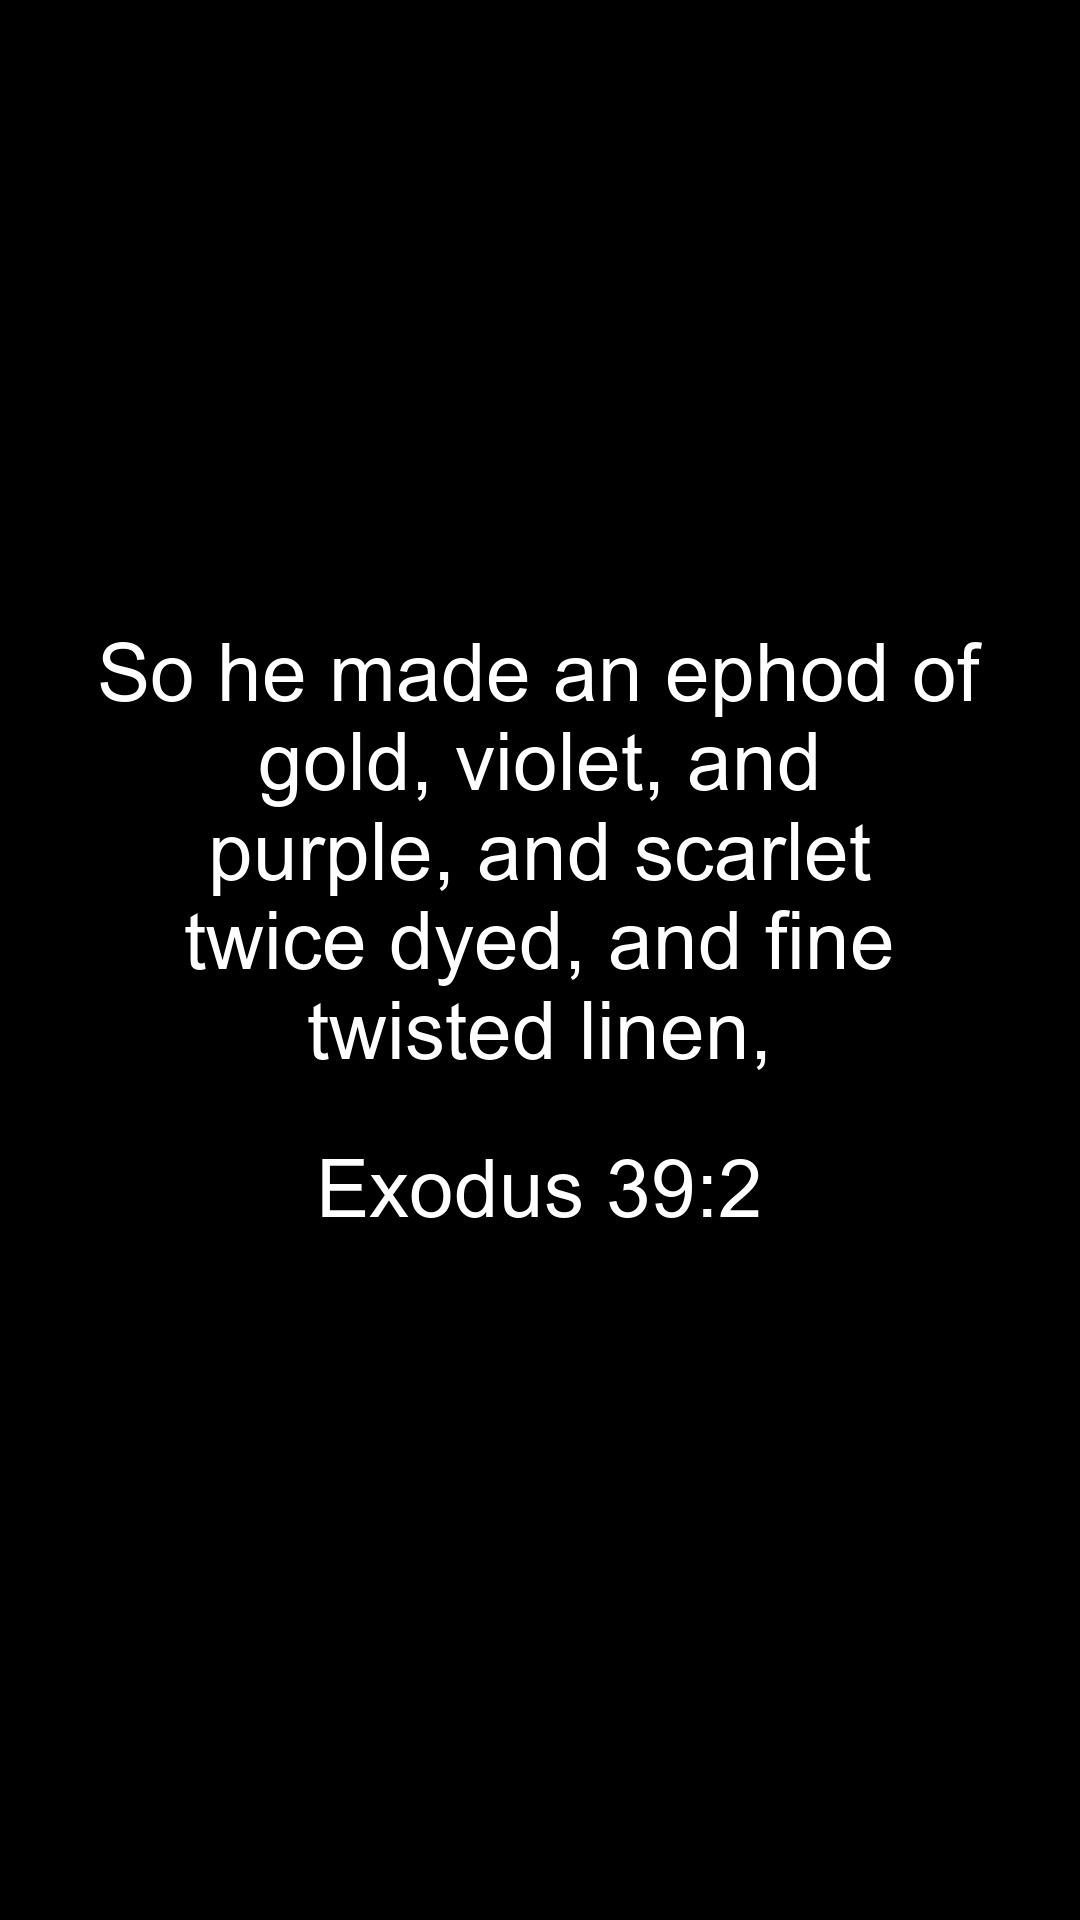 So he made an ephod of
gold, violet, and
purple, and scarlet
twice dyed, and fine
twisted linen,
Exodus 39:2